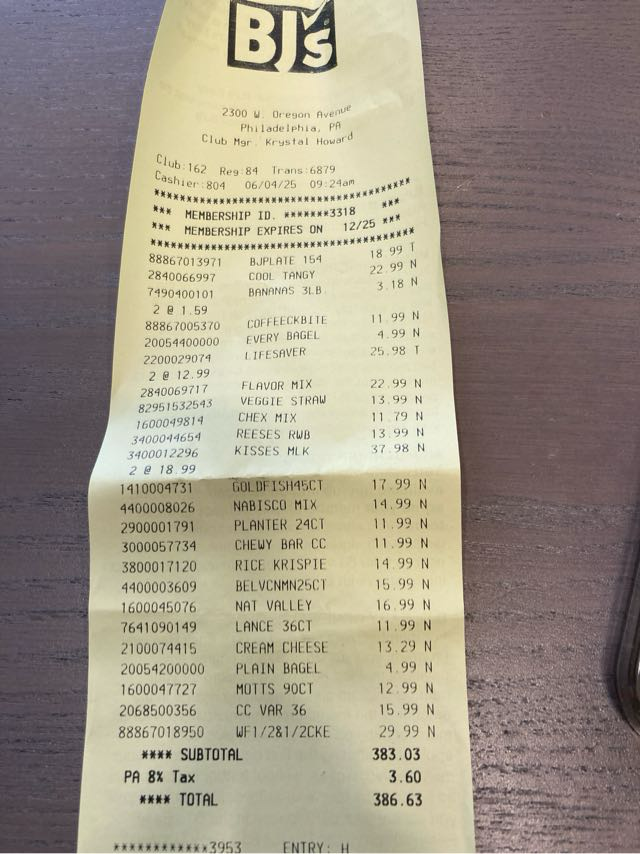 BJ's
2300 W. Oregon Avenue
Philadelphia, PA
Club Mgr. Krystal Howard
Club:162 Reg:84 Trans:6879
Cashier:804 06/04/25 09:24am
****************************************
*** MEMBERSHIP ID. *******3318 ***
*** MEMBERSHIP EXPIRES ON 12/25 ***
****************************************
88867013971 BJPLATE 154 18.99 T
2840066997 COOL TANGY 22.99 N
7490400101 BANANAS 3LB. 3.18 N
2 @ 1.59
88867005370 COFFEECKBITE 11.99 N
20054400000 EVERY BAGEL 4.99 N
2200029074 LIFESAVER 25.98 T
2 @ 12.99
2840069717 FLAVOR MIX 22.99 N
82951532543 VEGGIE STRAW 13.99 N
1600049814 CHEX MIX 11.79 N
3400044654 REESES RWB 13.99 N
3400012296 KISSES MLK 37.98 N
2 @ 18.99
1410004731 GOLDFISH45CT 17.99 N
4400008026 NABISCO MIX 14.99 N
2900001791 PLANTER 24CT 11.99 N
3000057734 CHEWY BAR CC 11.99 N
3800017120 RICE KRISPIE 14.99 N
4400003609 BELVCNMN25CT 15.99 N
1600045076 NAT VALLEY 16.99 N
7641090149 LANCE 36CT 11.99 N
2100074415 CREAM CHEESE 13.29 N
20054200000 PLAIN BAGEL 4.99 N
1600047727 MOTTS 90CT 12.99 N
2068500356 CC VAR 36 15.99 N
88867018950 WF1/2&1/2CKE 29.99 N
**** SUBTOTAL 383.03
PA 8% Tax 3.60
**** TOTAL 386.63
************3953 ENTRY: H